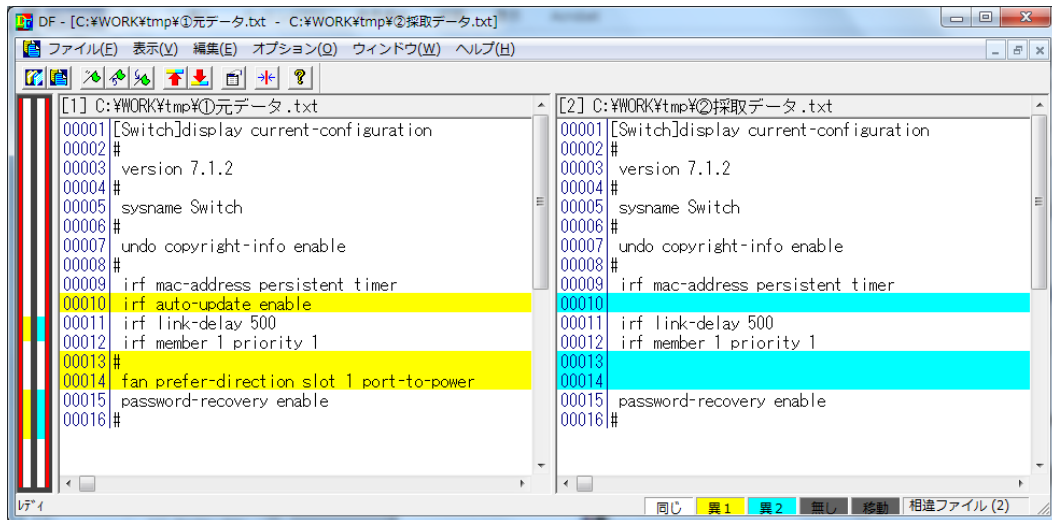 DF - [C:¥WORK¥tmp¥①元データ.txt - C:¥WORK¥tmp¥②採取データ.txt]
ファイル(F) 表示(V) 編集(E) オプション(O) ウィンドウ(W) ヘルプ(H)
[1] C:¥WORK¥tmp¥①元データ.txt
00001 [Switch]display current-configuration
00002 #
00003 version 7.1.2
00004 #
00005 sysname Switch
00006 #
00007 undo copyright-info enable
00008 #
00009 irf mac-address persistent timer
00010 irf auto-update enable
00011 irf link-delay 500
00012 irf member 1 priority 1
00013 #
00014 fan prefer-direction slot 1 port-to-power
00015 password-recovery enable
00016 #
[2] C:¥WORK¥tmp¥②採取データ.txt
00001 [Switch]display current-configuration
00002 #
00003 version 7.1.2
00004 #
00005 sysname Switch
00006 #
00007 undo copyright-info enable
00008 #
00009 irf mac-address persistent timer
00010
00011 irf link-delay 500
00012 irf member 1 priority 1
00013
00014
00015 password-recovery enable
00016 #
ﾚﾃﾞｨ
同じ 異1 異2 無し 移動 相違ファイル (2)